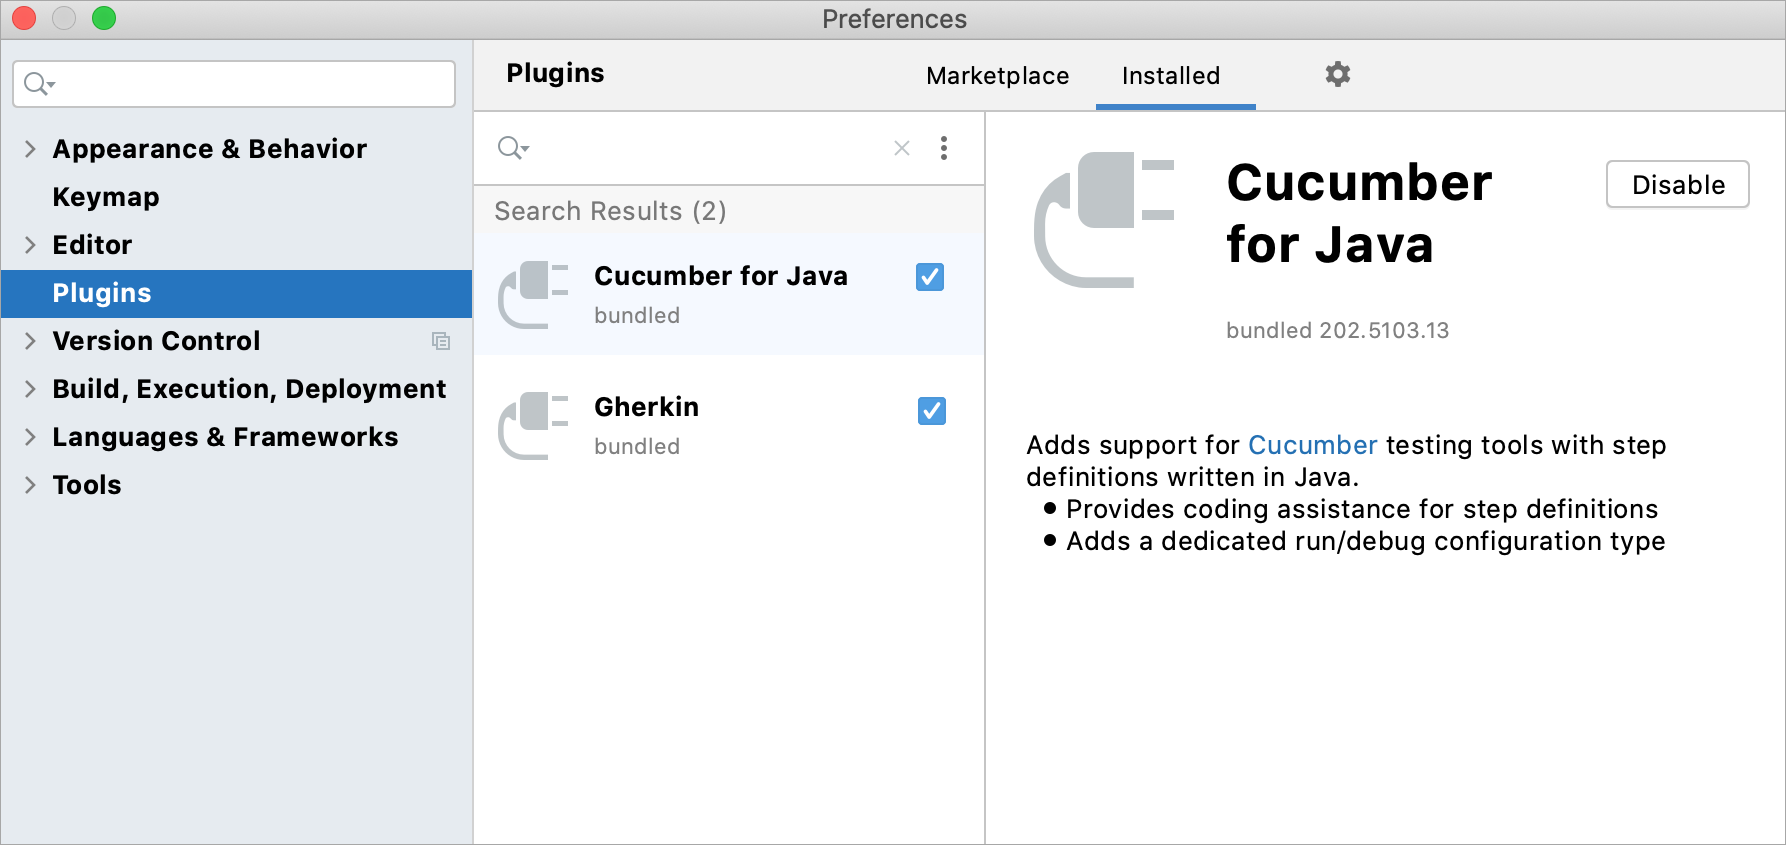 Preferences
Appearance & Behavior
Keymap
Editor
Plugins
Version Control
Build, Execution, Deployment
Languages & Frameworks
Tools
Plugins
Marketplace
Installed
Search Results (2)
Cucumber for Java
bundled
Gherkin
bundled
Cucumber
for Java
Disable
bundled 202.5103.13
Adds support for Cucumber testing tools with step
definitions written in Java.
● Provides coding assistance for step definitions
● Adds a dedicated run/debug configuration type